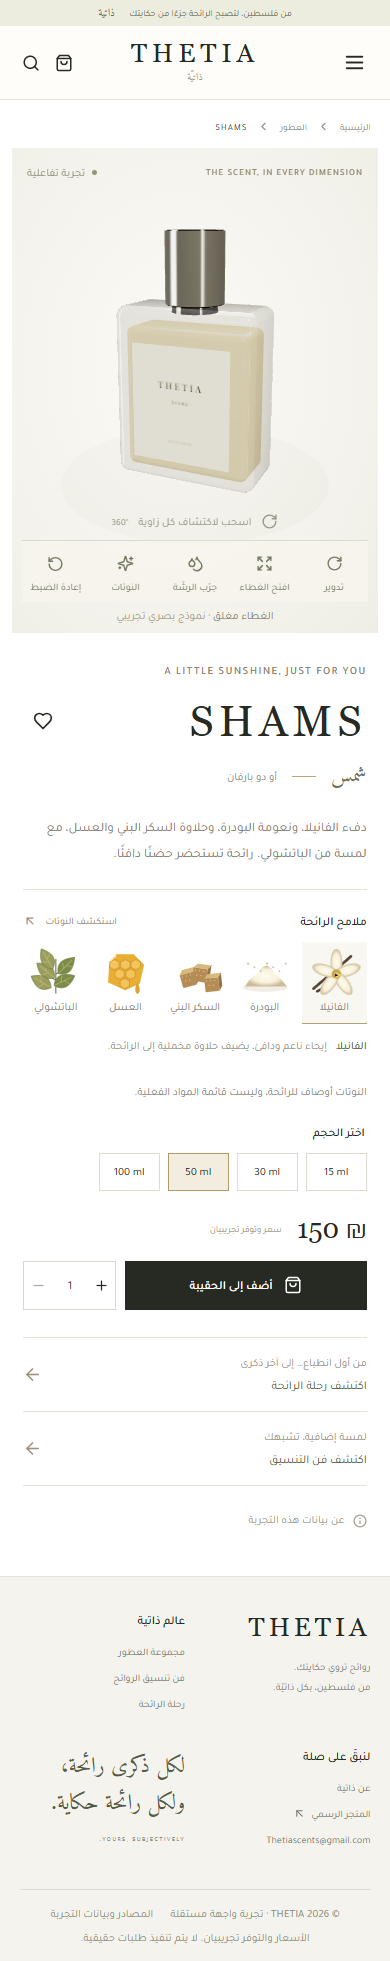 من فلسطين، لتصبح الرائحة جزءًا من حكايتك ذاتيّة
THETIA
ذاتيّة
الرئيسية العطور SHAMS
THE SCENT, IN EVERY DIMENSION
تجربة تفاعلية
THETIA
SHAMS
اسحب لاكتشاف كل زاوية 360°
تدوير افتح الغطاء جرّب الرشّة النوتات إعادة الضبط
الغطاء مغلق · نموذج بصري تجريبي
A LITTLE SUNSHINE, JUST FOR YOU
SHAMS
شمس أو دو بارفان
دفء الفانيلا، ونعومة البودرة، وحلاوة السكر البني والعسل، مع
لمسة من الباتشولي. رائحة تستحضر حضنًا دافئًا.
ملامح الرائحة
استكشف النوتات
الفانيلا البودرة السكر البني العسل الباتشولي
الفانيلا إيحاء ناعم ودافئ، يضيف حلاوة مخملية إلى الرائحة.
النوتات أوصاف للرائحة، وليست قائمة المواد الفعلية.
اختر الحجم
15 ml 30 ml 50 ml 100 ml
150 ₪ سعر وتوفر تجريبيان
أضف إلى الحقيبة
1
من أول انطباع… إلى آخر ذكرى
اكتشف رحلة الرائحة
لمسة إضافية، تشبهك
اكتشف فن التنسيق
عن بيانات هذه التجربة
THETIA
روائح تروي حكايتك.
من فلسطين، بكل ذاتيّة.
عالم ذاتية
مجموعة العطور
فن تنسيق الروائح
رحلة الرائحة
لنبقَ على صلة
عن ذاتية
المتجر الرسمي
Thetiascents@gmail.com
لكل ذكرى رائحة،
ولكل رائحة حكاية.
YOURS, SUBJECTIVELY.
© 2026 THETIA · تجربة واجهة مستقلة
المصادر وبيانات التجربة
الأسعار والتوفر تجريبيان. لا يتم تنفيذ طلبات حقيقية.